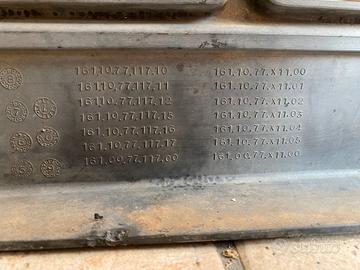 161.10.77.117.10
161.10.77.117.11
161.10.77.117.12
161.10.77.117.15
161.10.77.117.16
161.10.77.117.17
161.00.77.117.00
161.10.77.X11.00
161.10.77.X11.01
161.10.77.X11.02
161.10.77.X11.03
161.10.77.X11.04
161.10.77.X11.05
161.00.77.X11.00